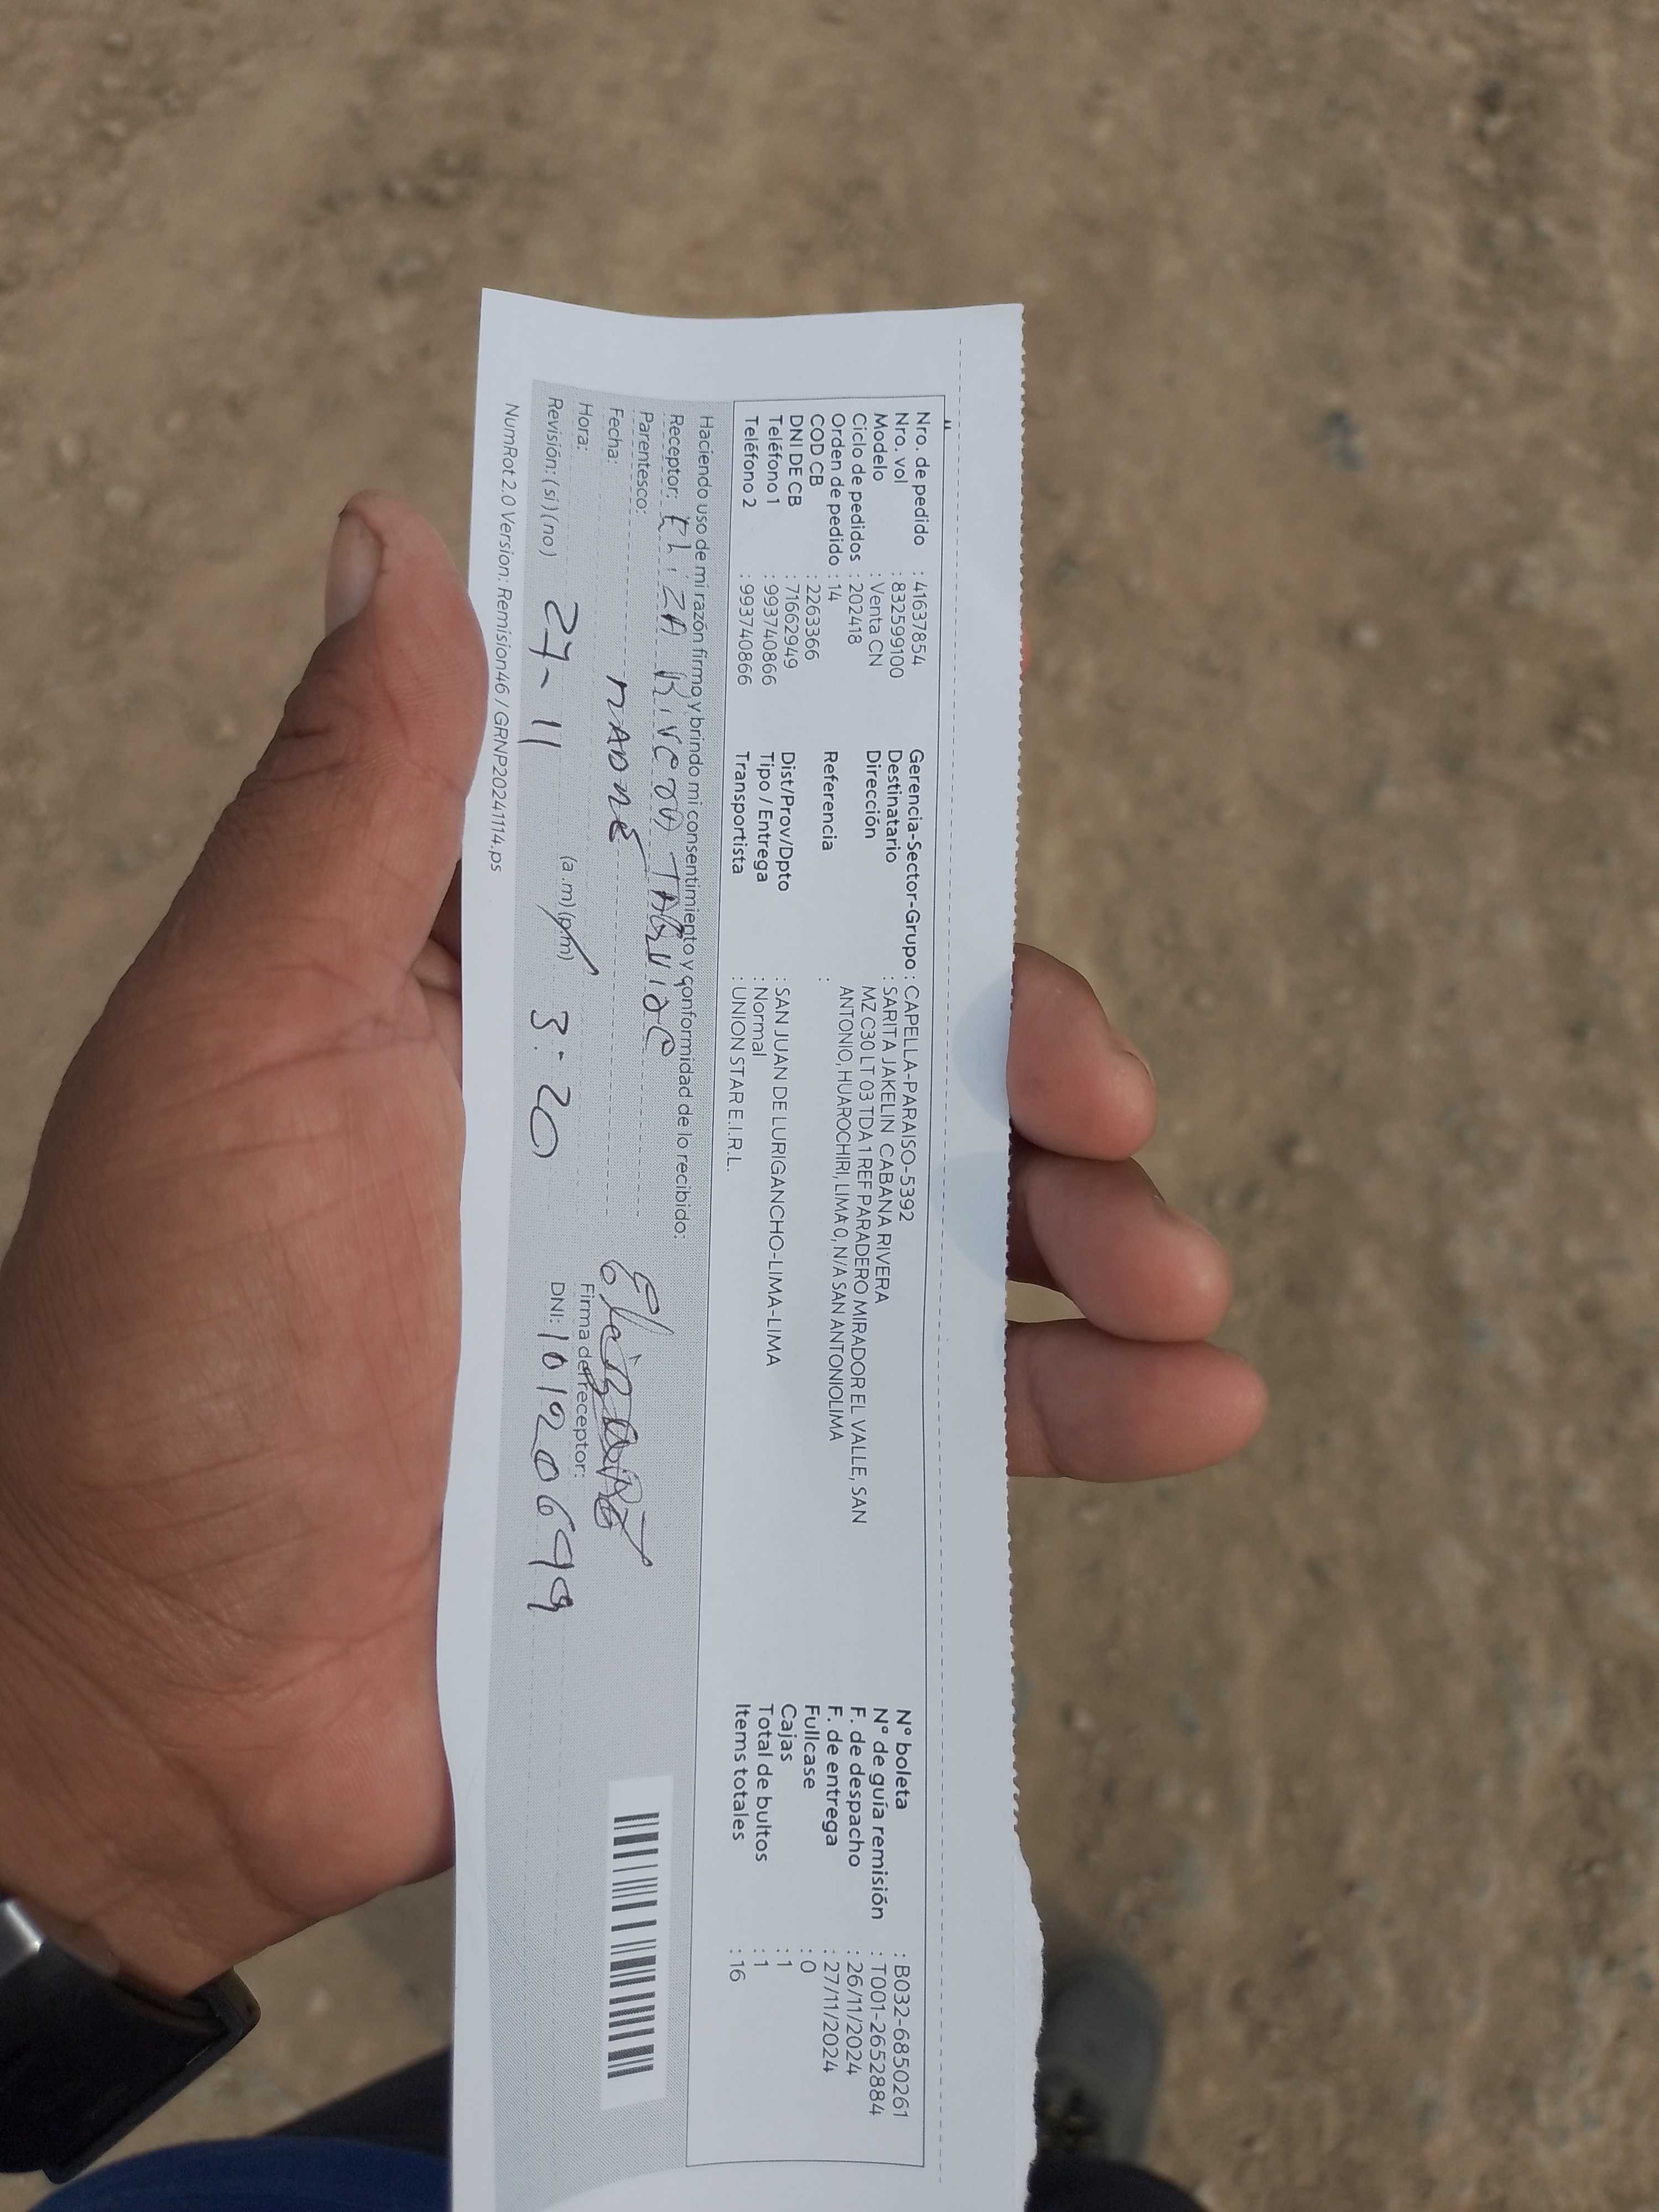 Nro. de pedido : 41637854
Nro. vol : 832599100
Modelo : Venta CN
Ciclo de pedidos : 202418
Orden de pedido : 14
COD CB : 2263366
DNI DE CB : 71662949
Teléfono 1 : 993740866
Teléfono 2 : 993740866
Gerencia-Sector-Grupo : CAPELLA-PARAISO-5392
Destinatario : SARITA JAKELIN CABANA RIVERA
Dirección : MZ C30 LT 03 TDA 1 REF PARADERO MIRADOR EL VALLE, SAN
ANTONIO, HUAROCHIRI, LIMA 0, N/A SAN ANTONIOLIMA
Referencia :
Dist/Prov/Dpto : SAN JUAN DE LURIGANCHO-LIMA-LIMA
Tipo / Entrega : Normal
Transportista : UNION STAR E.I.R.L.
N° boleta : B032-6850261
N° de guía remisión : T001-2652884
F. de despacho : 26/11/2024
F. de entrega : 27/11/2024
Fullcase : 0
Cajas : 1
Total de bultos : 1
Items totales : 16
Haciendo uso de mi razón firmo y brindo mi consentimiento y conformidad de lo recibido:
Receptor: ELIZA
Parentesco: MADRE
Fecha: 27-11
Hora: (a.m)(p.m) 3:20
Revisión: (si)(no)
Firma del receptor:
DNI: 10120699
NumRot 2.0 Version: Remision46 / GRNP20241114.ps